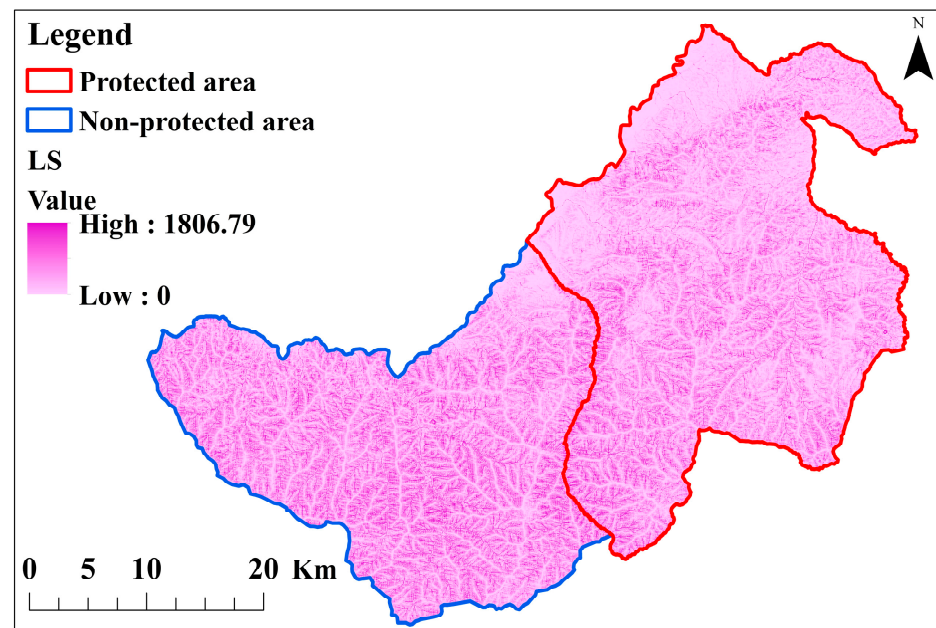 Legend
N
Protected area
Non-protected area
LS
Value
High : 1806.79
Low : 0
0 5 10 20 Km